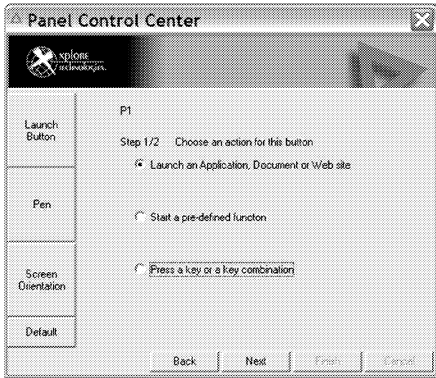 Panel Control Center
XPLORE
TECHNOLOGIES.
P1
Launch
Button
Step 1/2 Choose an action for this button
Launch an Application, Document or Web site
Pen
Start a pre-defined functon
Press a key or a key combination
Screen
Orientation
Default
Back Next Finish Cancel